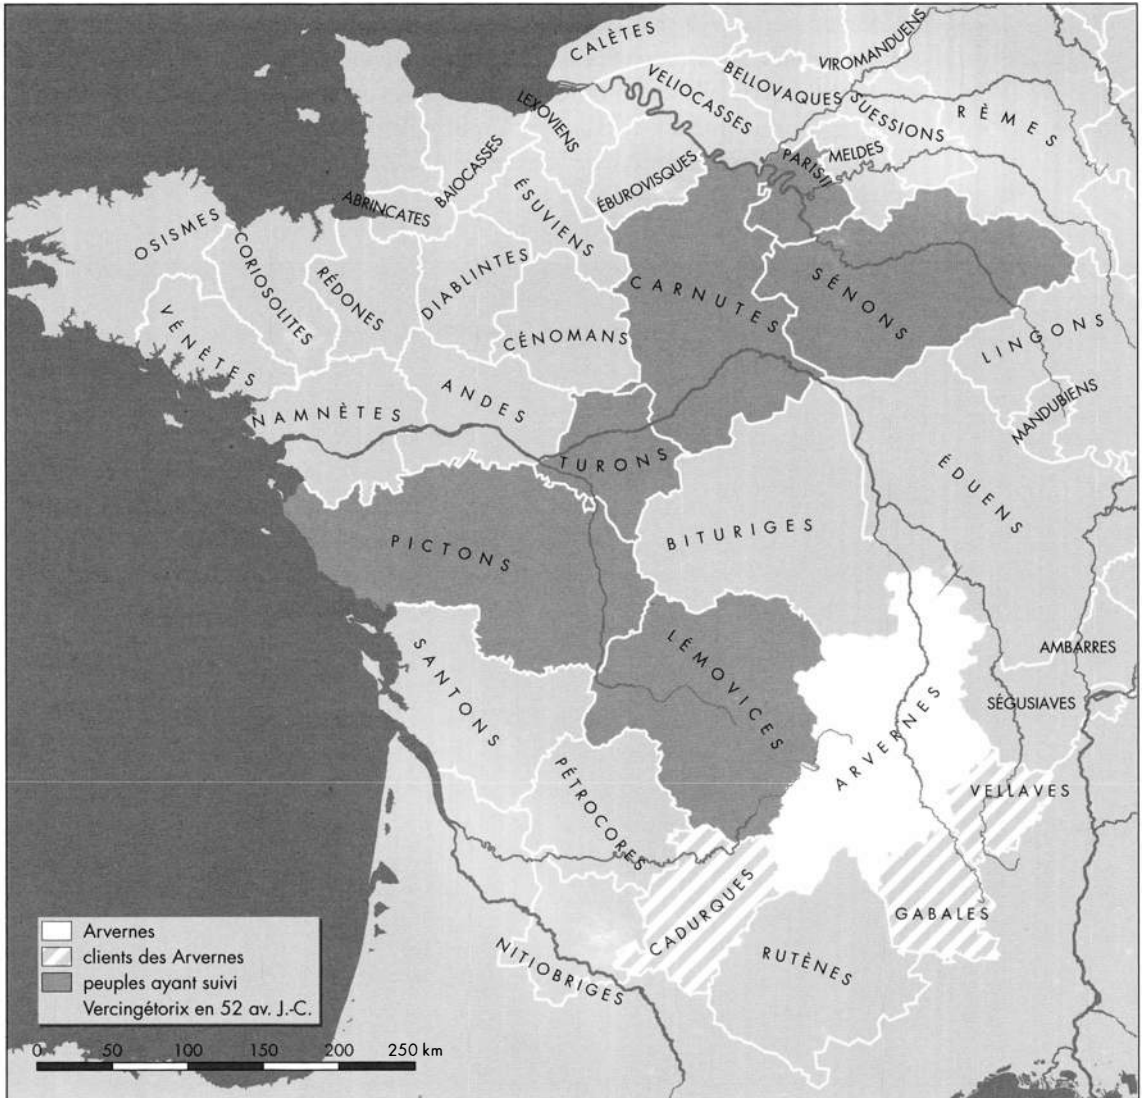 CALÈTES
VIROMANDUENS
VELIOCASSES
BELLOVAQUES
SUESSIONS
RÈMES
LEXOVIENS
BAIOCASSES
ÉBUROVISQUES
PARISII
MELDES
ABRINCATES
ÉSUVIENS
OSISMES
CORIOSOLITES
RÉDONES
DIABLINTES
CARNUTES
SÉNONS
VÉNÈTES
CÉNOMANS
LINGONS
NAMNÈTES
ANDES
MANDUBIENS
TURONS
ÉDUENS
PICTONS
BITURIGES
SANTONS
LÉMOVICES
AMBARRES
ARVERNES
SÉGUSIAVES
PÉTROCORES
VELLAVES
CADURQUES
GABALES
NITIOBRIGES
RUTÈNES
Arvernes
clients des Arvernes
peuples ayant suivi
Vercingétorix en 52 av. J.-C.
0 50 100 150 200 250 km